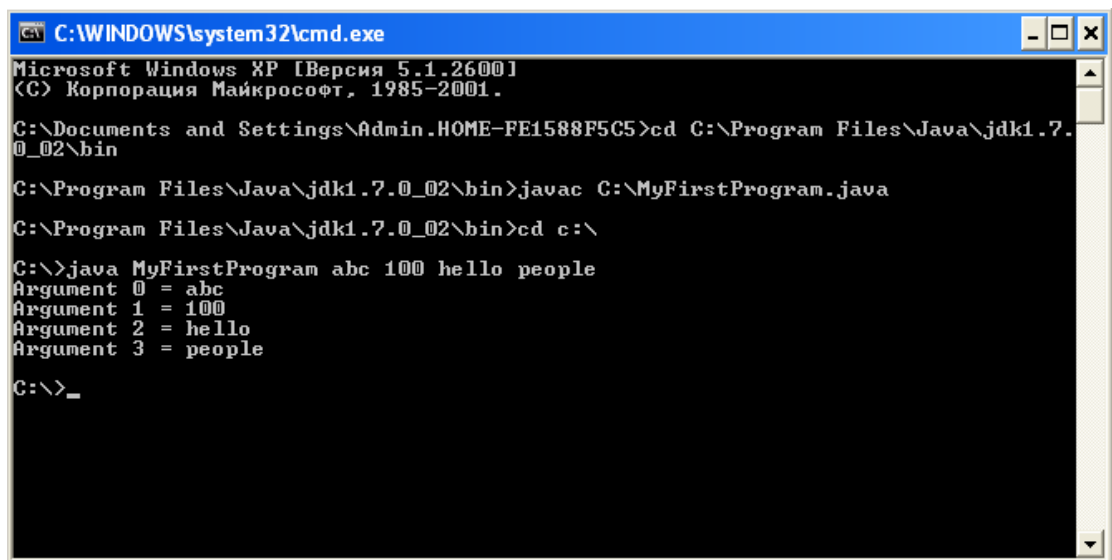 C:\WINDOWS\system32\cmd.exe
Microsoft Windows XP [Версия 5.1.2600]
(C) Корпорация Майкрософт, 1985-2001.
C:\Documents and Settings\Admin.HOME-FE1588F5C5>cd C:\Program Files\Java\jdk1.7.
0_02\bin
C:\Program Files\Java\jdk1.7.0_02\bin>javac C:\MyFirstProgram.java
C:\Program Files\Java\jdk1.7.0_02\bin>cd c:\
C:\>java MyFirstProgram abc 100 hello people
Argument 0 = abc
Argument 1 = 100
Argument 2 = hello
Argument 3 = people
C:\>_